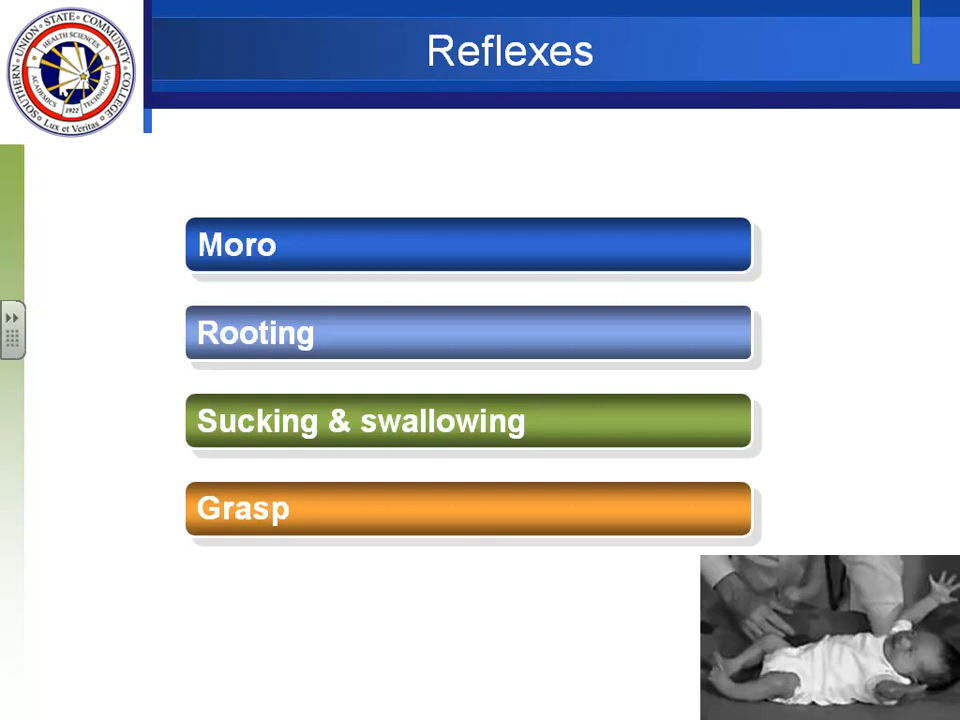 SOUTHERN UNION STATE COMMUNITY COLLEGE
HEALTH SCIENCES
ACADEMICS
TECHNOLOGY
1922
Lux et Veritas
Reflexes
Moro
Rooting
Sucking & swallowing
Grasp